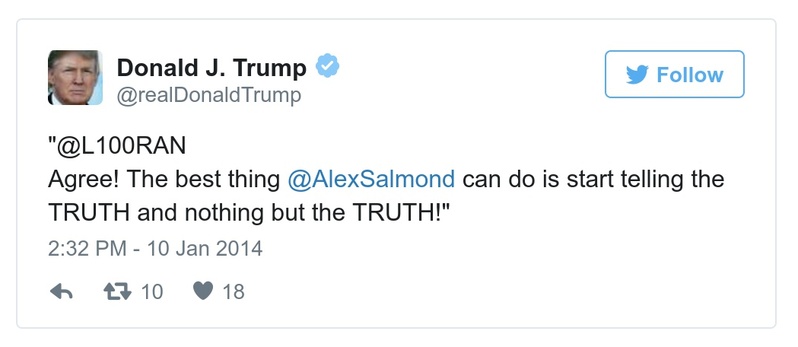 Donald J. Trump
@realDonaldTrump
Follow
"@L100RAN
Agree! The best thing @AlexSalmond can do is start telling the
TRUTH and nothing but the TRUTH!"
2:32 PM - 10 Jan 2014
10 18